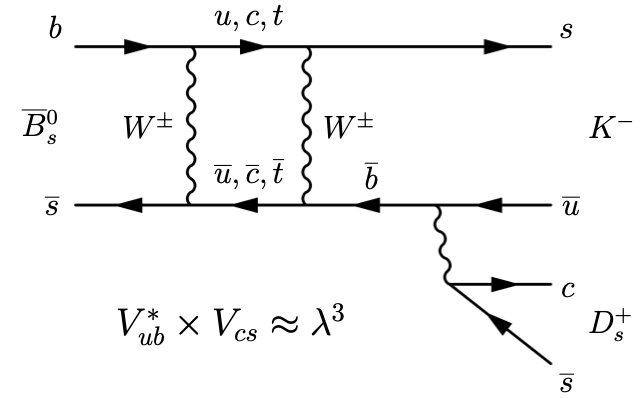 b
u, c, t
s
B̅⁰ₛ
W±
W±
K⁻
u̅, c̅, t̅
b̅
s̅
u̅
c
V*ub × Vcs ≈ λ³
D⁺ₛ
s̅